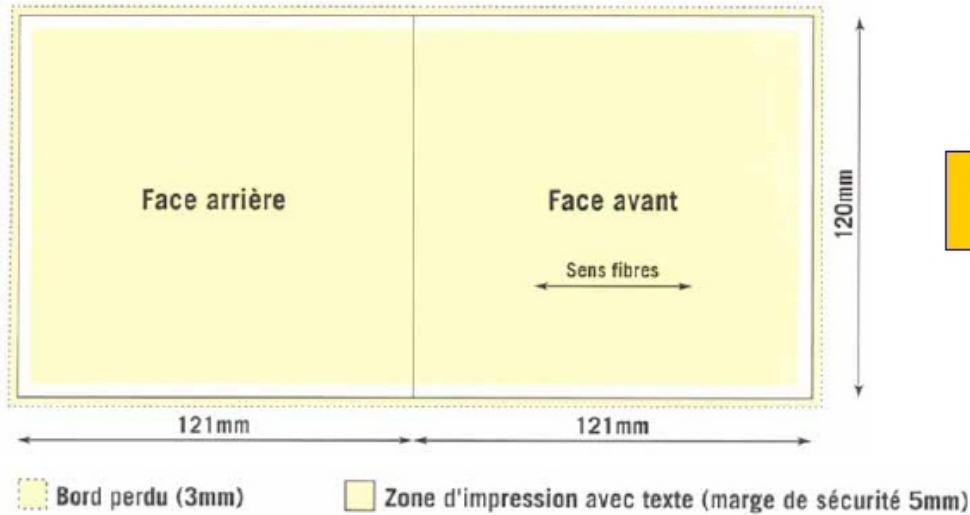 Face arrière
Face avant
Sens fibres
120mm
121mm
121mm
Bord perdu (3mm)
Zone d'impression avec texte (marge de sécurité 5mm)